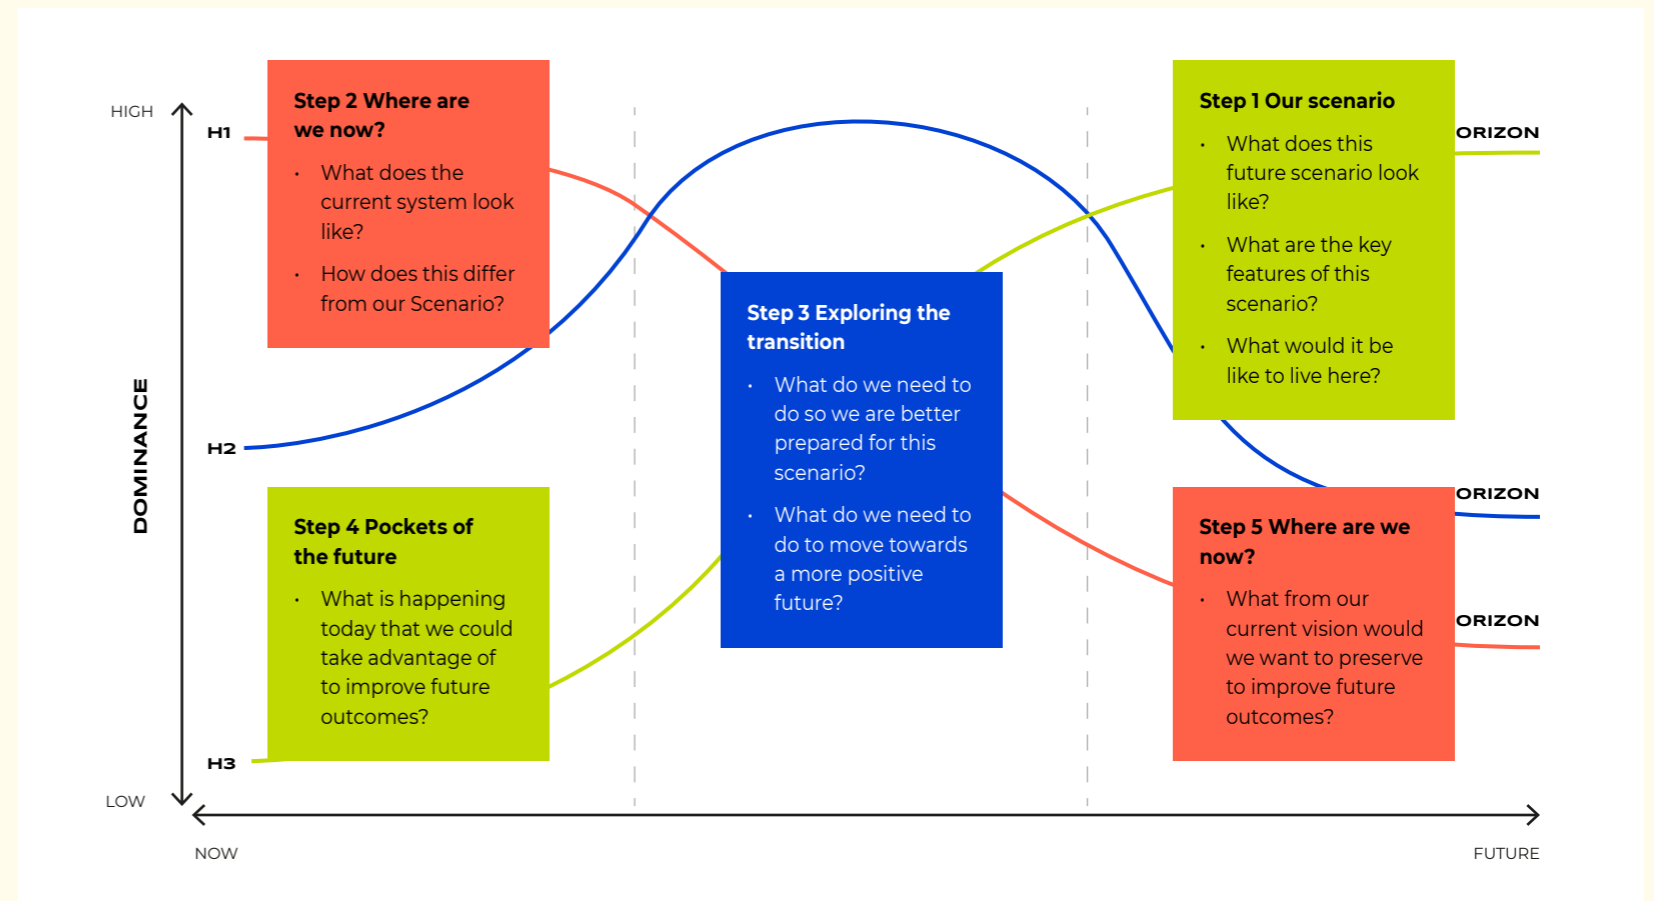 HIGH
H1
Step 2 Where are
we now?
• What does the
current system look
like?
• How does this differ
from our Scenario?
Step 1 Our scenario
• What does this
future scenario look
like?
• What are the key
features of this
scenario?
• What would it be
like to live here?
ORIZON
Step 3 Exploring the
transition
• What do we need to
do so we are better
prepared for this
scenario?
• What do we need to
do to move towards
a more positive
future?
DOMINANCE
H2
Step 4 Pockets of
the future
• What is happening
today that we could
take advantage of
to improve future
outcomes?
ORIZON
Step 5 Where are we
now?
• What from our
current vision would
we want to preserve
to improve future
outcomes?
ORIZON
H3
LOW
NOW
FUTURE